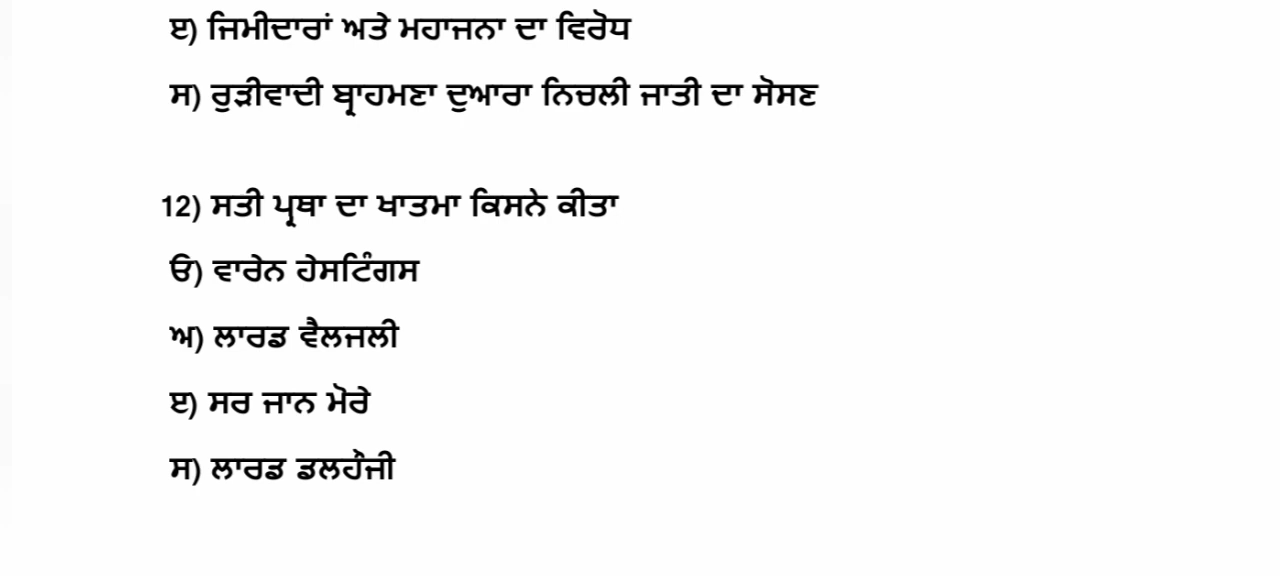 ੲ) ਜਿਮੀਦਾਰਾਂ ਅਤੇ ਮਹਾਜਨਾ ਦਾ ਵਿਰੋਧ
ਸ) ਰੁੜੀਵਾਦੀ ਬ੍ਰਾਹਮਣਾ ਦੁਆਰਾ ਨਿਚਲੀ ਜਾਤੀ ਦਾ ਸੋਸਣ
12) ਸਤੀ ਪ੍ਰਥਾ ਦਾ ਖਾਤਮਾ ਕਿਸਨੇ ਕੀਤਾ
ਓ) ਵਾਰੇਨ ਹੇਸਟਿੰਗਸ
ਅ) ਲਾਰਡ ਵੈਲਜਲੀ
ੲ) ਸਰ ਜਾਨ ਮੋਰੇ
ਸ) ਲਾਰਡ ਡਲਹੌਜੀ